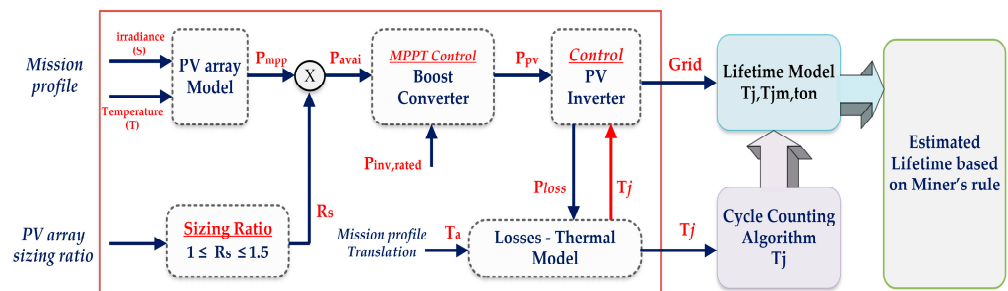 Mission
profile
irradiance
(S)
Temperature
(T)
PV array
Model
Pmpp
X
Pavai
MPPT Control
Boost
Converter
Pinv,rated
Ppv
Control
PV
Inverter
Grid
Lifetime Model
Tj,Tjm,ton
Estimated
Lifetime based
on Miner's rule
Ploss
Tj
PV array
sizing ratio
Sizing Ratio
1 ≤ Rs ≤ 1.5
Rs
Mission profile
Translation
Ta
Losses - Thermal
Model
Tj
Cycle Counting
Algorithm
Tj